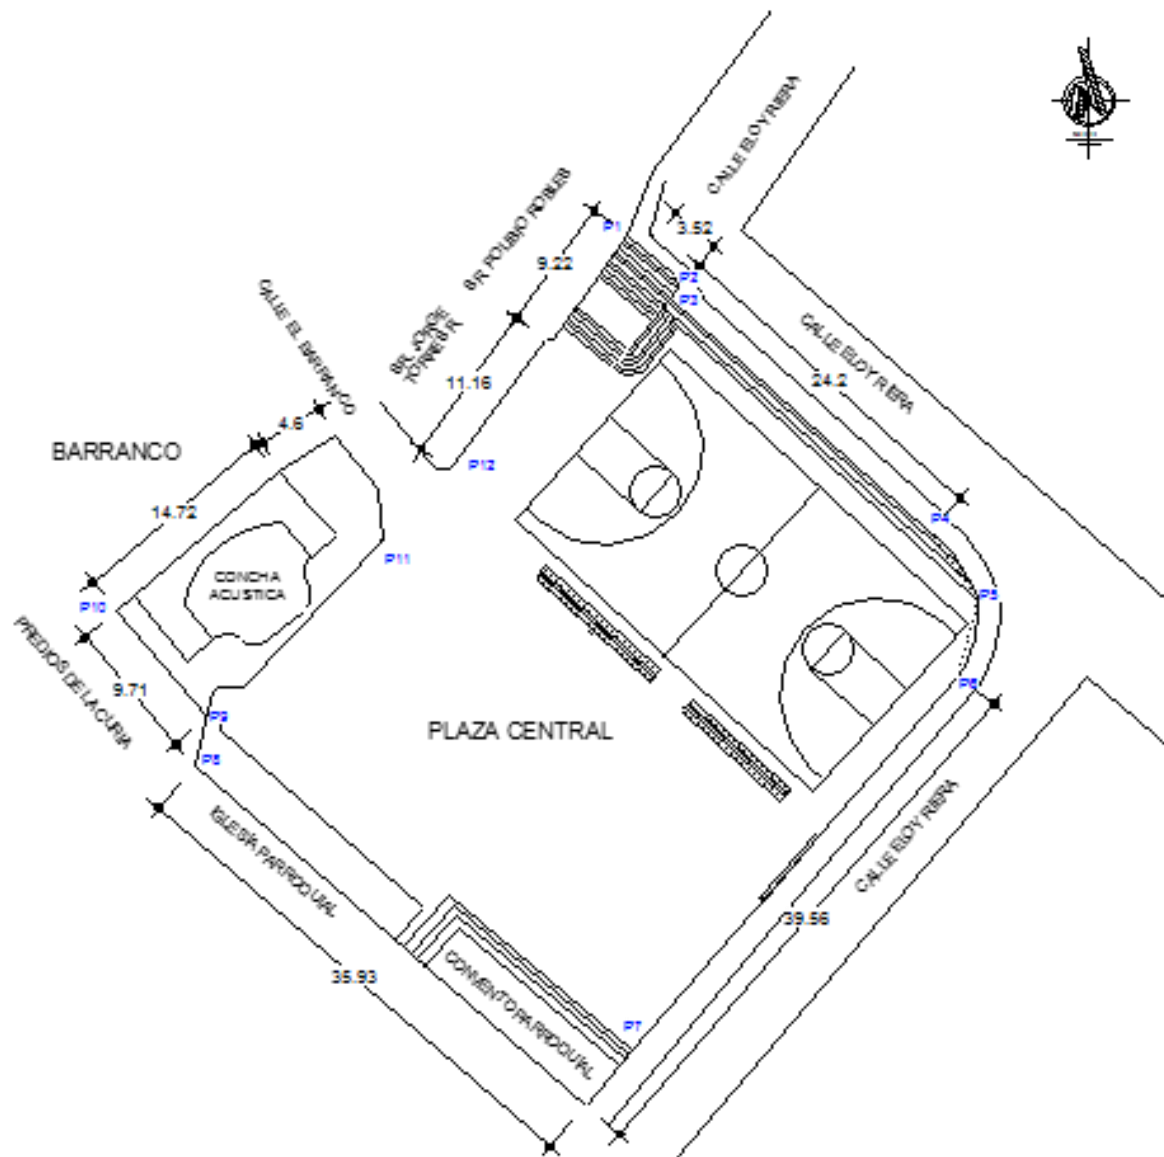 CALLE ELOY RIERA
P1
3.52
SR. POLIBIO ROBLES
9.22
P2
P3
CALLE EL BARRANCO
SR. JORGE
TORRES R.
CALLE ELOY RIERA
24.2
11.16
4.6
BARRANCO
P12
14.72
P4
P11
CONCHA
ACUSTICA
P5
P10
PREDIOS DE LA CURIA
9.71
P6
P9
PLAZA CENTRAL
P8
IGLESIA PARROQUIAL
CALLE ELOY RIERA
39.56
35.93
CONVENTO PARROQUIAL
P7